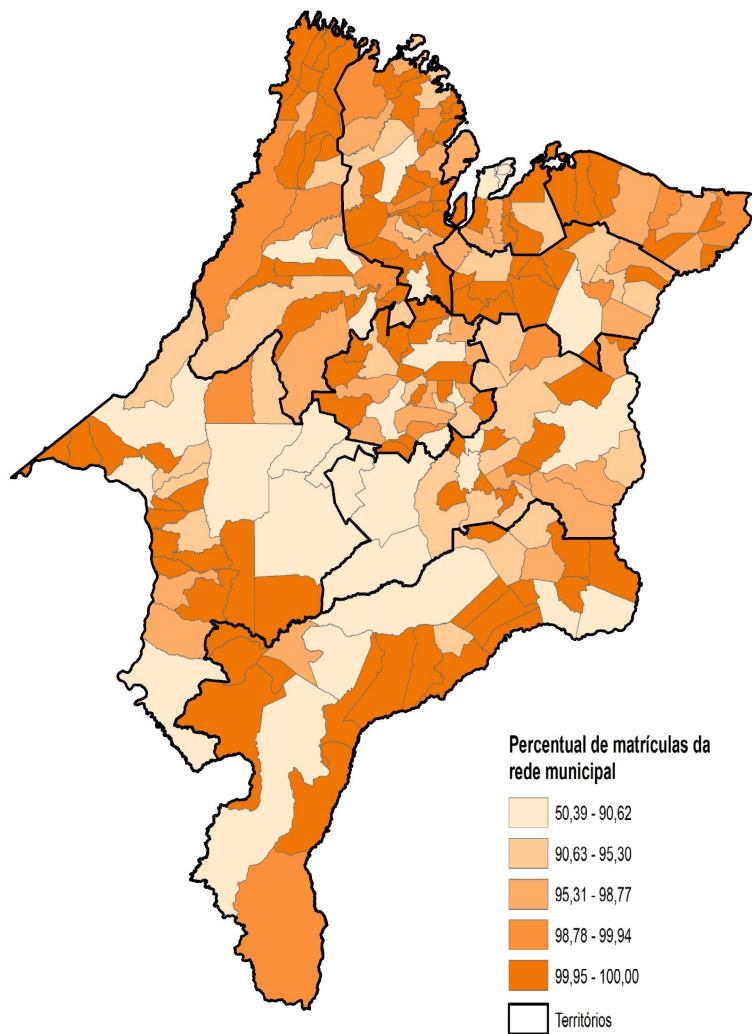 Percentual de matrículas da
rede municipal
50,39 - 90,62
90,63 - 95,30
95,31 - 98,77
98,78 - 99,94
99,95 - 100,00
Territórios